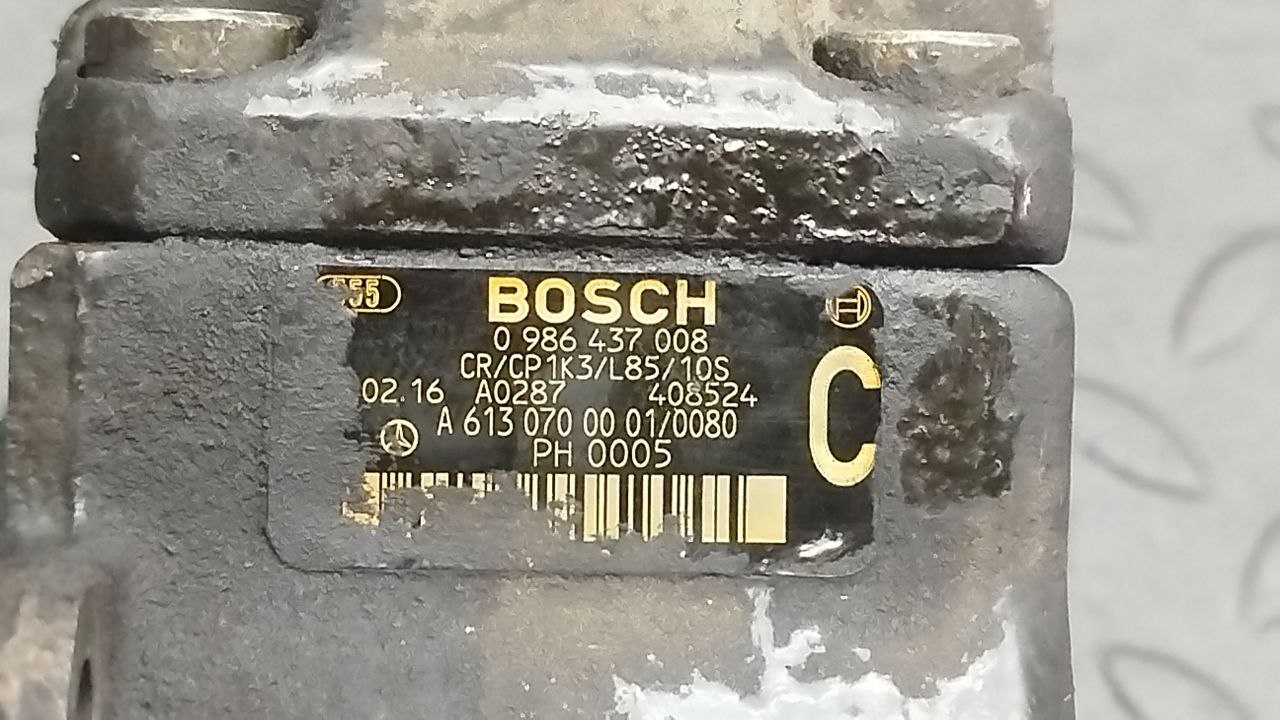 555
BOSCH
0 986 437 008
CR/CP1K3/L85/10S
02.16 A0287 408524
A 613 070 00 01/0080
PH 0005
C